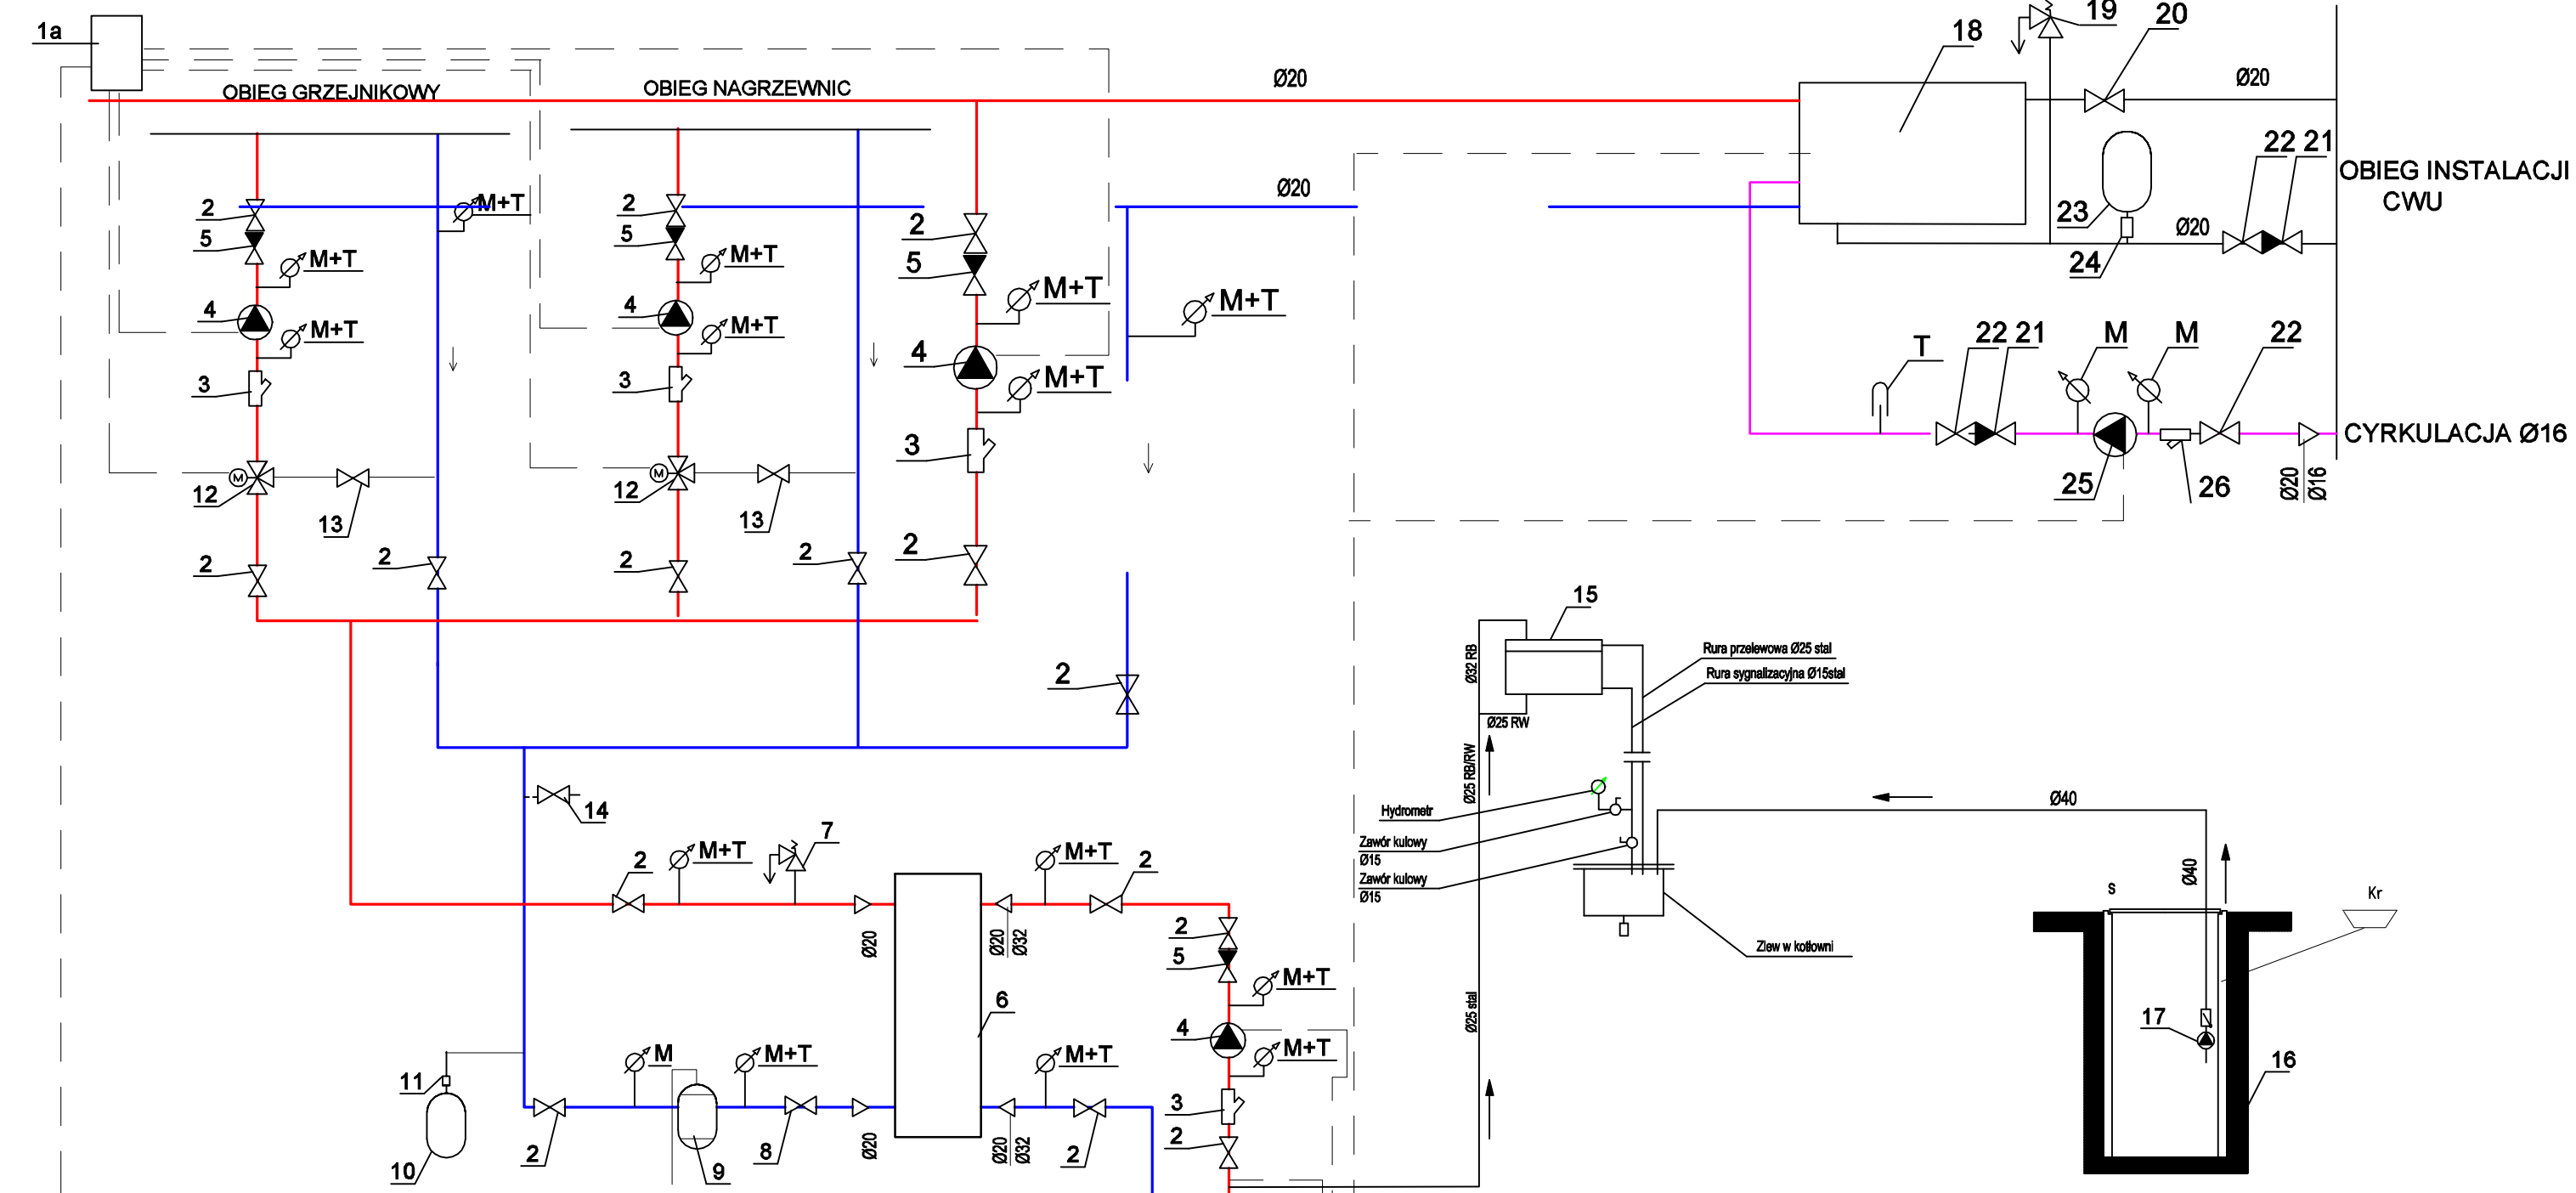 1a
OBIEG GRZEJNIKOWY
OBIEG NAGRZEWNIC
Ø20
18
19
20
Ø20
2
5
M+T
M+T
4
M+T
3
M
12
13
2
2
2
5
M+T
4
M+T
3
M
12
13
2
2
2
5
M+T
4
M+T
3
2
M+T
Ø20
23
24
Ø20
22 21
OBIEG INSTALACJI
CWU
T
22 21
M
M
22
25
26
Ø20
Ø16
CYRKULACJA Ø16
2
14
2
M+T
7
M+T
2
Ø20
Ø20
Ø32
6
2
5
M+T
4
M+T
3
2
11
10
2
M
9
M+T
8
Ø20
Ø20
Ø32
M+T
2
15
Ø32 RB
Ø25 RW
Ø25 RB/RW
Ø25 stal
Rura przelewowa Ø25 stal
Rura sygnalizacyjna Ø15stal
Hydrometr
Zawór kulowy
Ø15
Zawór kulowy
Ø15
Zlew w kotłowni
Ø40
Ø40
S
Kr
17
16